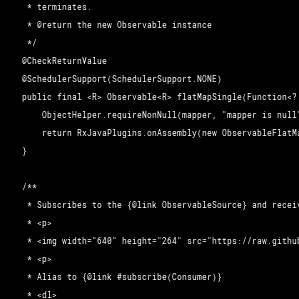 * terminates.
* @return the new Observable instance
*/
@CheckReturnValue
@SchedulerSupport(SchedulerSupport.NONE)
public final <R> Observable<R> flatMapSingle(Function<?
ObjectHelper.requireNonNull(mapper, "mapper is null"
return RxJavaPlugins.onAssembly(new ObservableFlatMa
}
/**
* Subscribes to the {@link ObservableSource} and recei
* <p>
* <img width="640" height="264" src="https://raw.githu
* <p>
* Alias to {@link #subscribe(Consumer)}
* <dl>